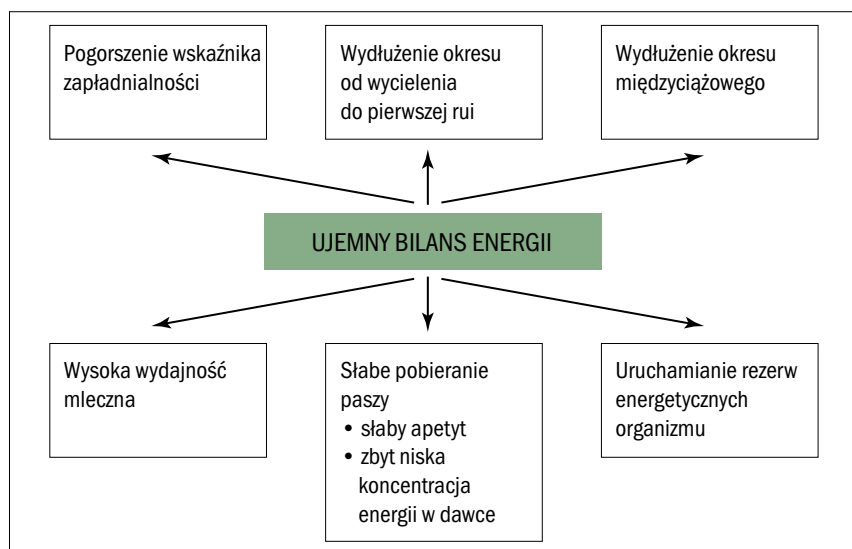 Pogorszenie wskaźnika
zapładnialności
Wydłużenie okresu
od wycielenia
do pierwszej rui
Wydłużenie okresu
międzyciążowego
UJEMNY BILANS ENERGII
Wysoka wydajność
mleczna
Słabe pobieranie
paszy
• słaby apetyt
• zbyt niska
koncentracja
energii w dawce
Uruchamianie rezerw
energetycznych
organizmu